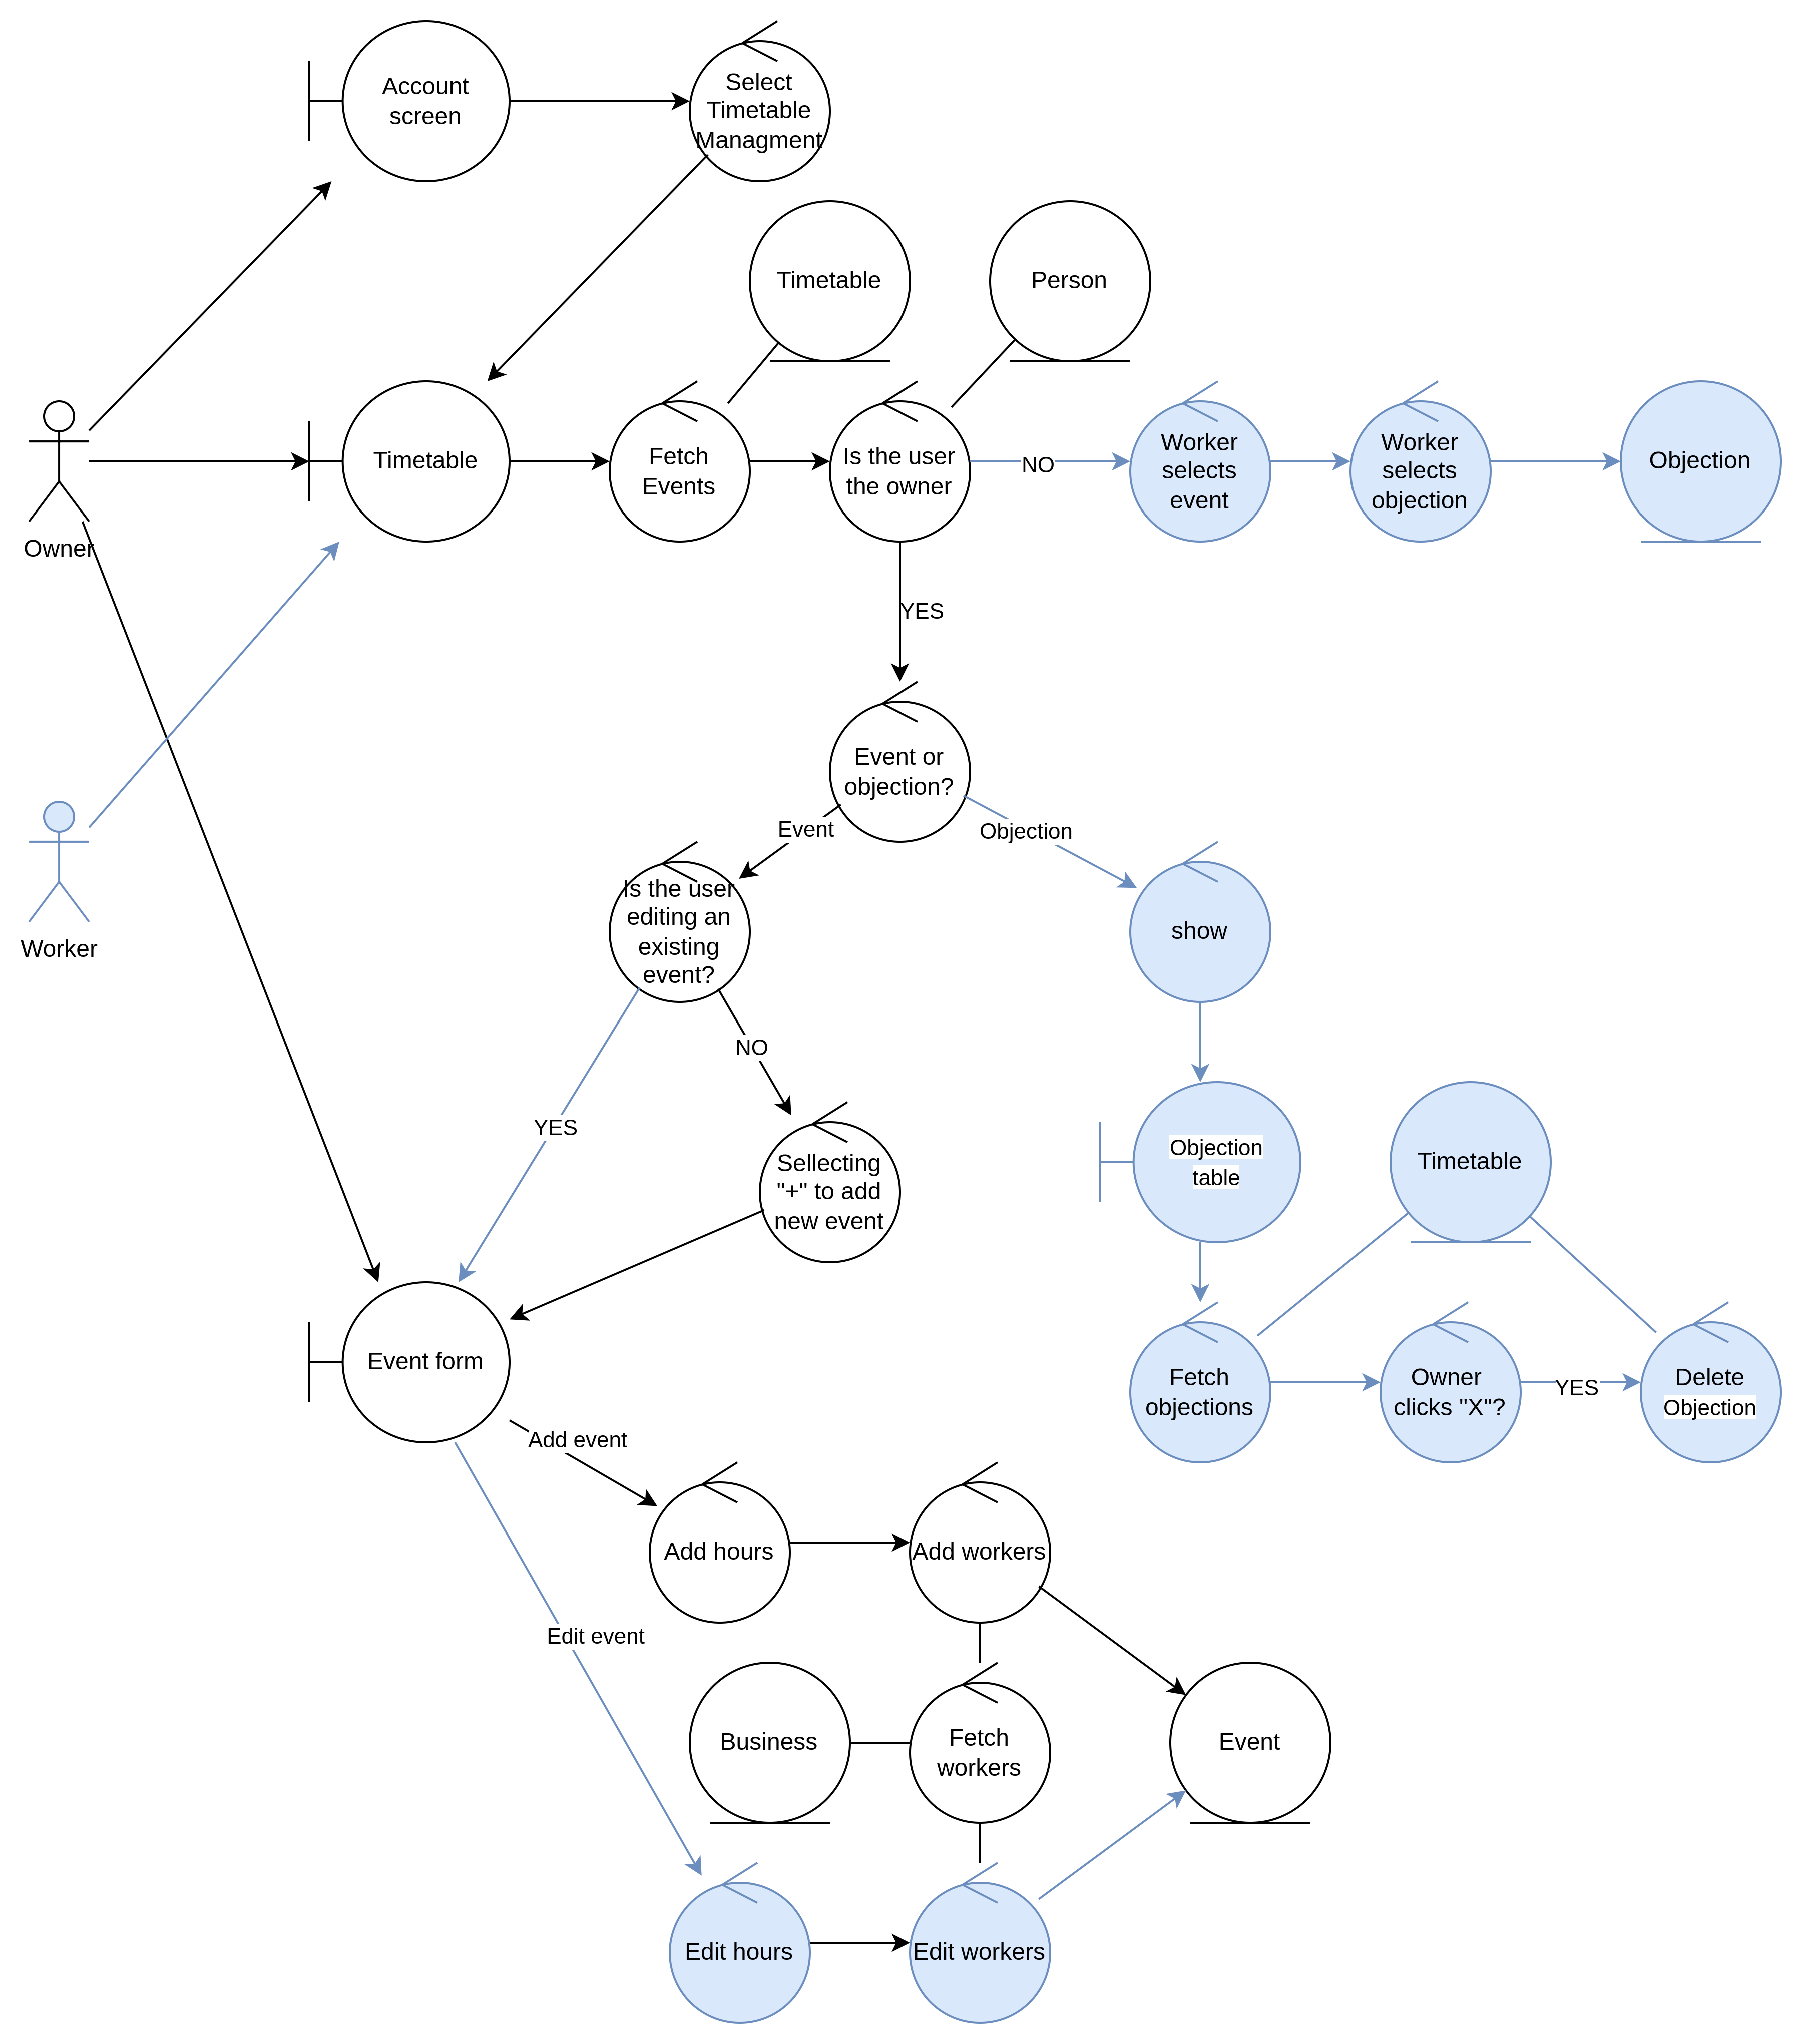 Account
screen
Select
Timetable
Managment
Timetable
Person
Owner
Timetable
Fetch
Events
Is the user
the owner
NO
Worker
selects
event
Worker
selects
objection
Objection
YES
Event or
objection?
Event
Objection
Worker
Is the user
editing an
existing
event?
show
NO
YES
Sellecting
"+" to add
new event
Objection
table
Timetable
Event form
Fetch
objections
Owner
clicks "X"?
YES
Delete
Objection
Add event
Add hours
Add workers
Edit event
Business
Fetch
workers
Event
Edit hours
Edit workers